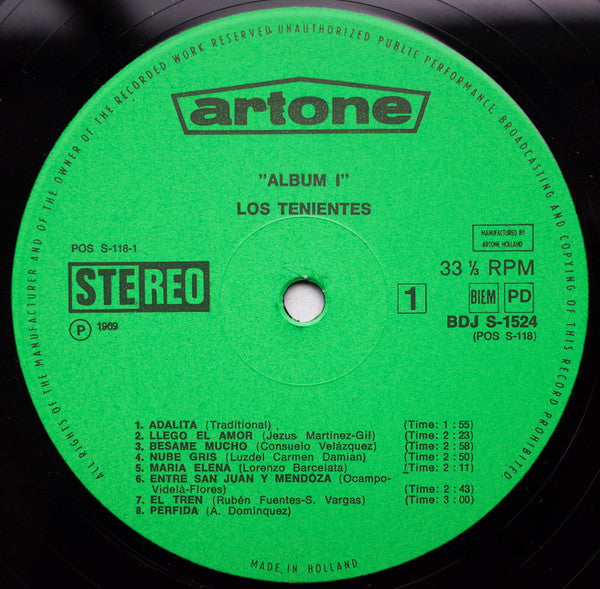 ALL RIGHTS OF THE MANUFACTURER AND OF THE OWNER OF THE RECORDED WORK RESERVED. UNAUTHORIZED PUBLIC PERFORMANCE, BROADCASTING AND COPYING OF THIS RECORD PROHIBITED
artone
"ALBUM I"
LOS TENIENTES
MANUFACTURED BY
ARTONE HOLLAND
POS S-118-1
STEREO
33 ⅓ RPM
1
BIEM PD
BDJ S-1524
(POS S-118)
℗ 1969
1. ADALITA (Traditional) (Time: 1 : 55)
2. LLEGO EL AMOR (Jezus Martinez-Gil) (Time: 2 : 23)
3. BESAME MUCHO (Consuelo Velázquez) (Time: 2 : 58)
4. NUBE GRIS (Luzdel Carmen Damian) (Time: 2 : 50)
5. MARIA ELENA (Lorenzo Barcelata) (Time: 2 : 11)
6. ENTRE SAN JUAN Y MENDOZA (Ocampo-
Videlà-Flores) (Time: 2 : 43)
7. EL TREN (Rubén Fuentes-S. Vargas) (Time: 3 : 00)
8. PERFIDA (A. Dominquez)
MADE IN HOLLAND